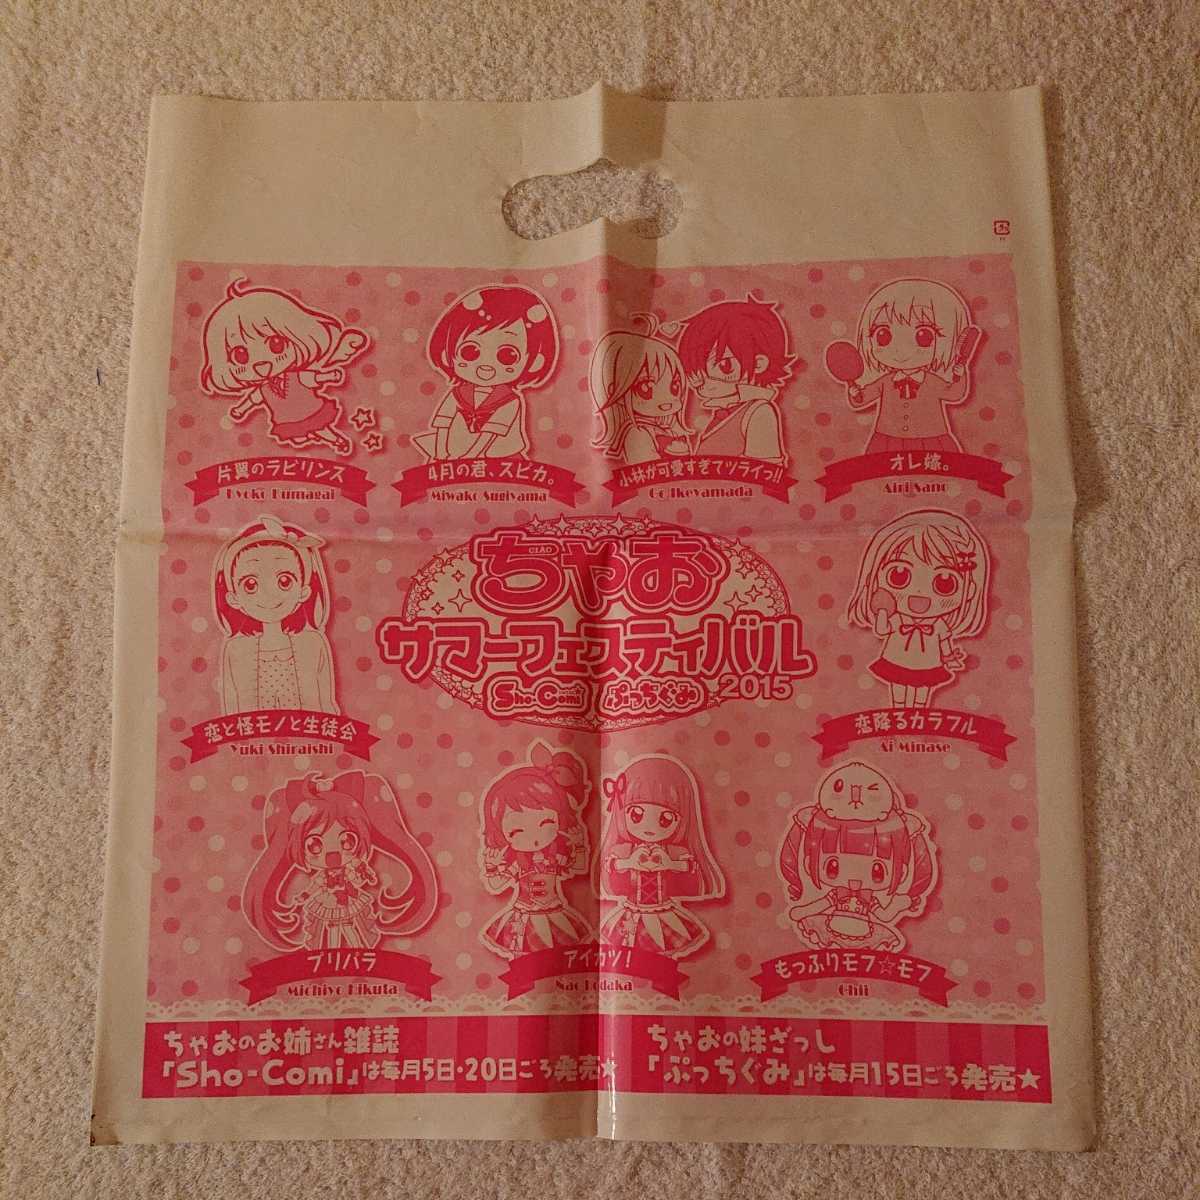 片翼のラビリンス
Kyoko Kumagai
4月の君、スピカ。
Miwako Sugiyama
小林が可愛すぎてツライっ!!
Go Ikeyamada
オレ嫁。
Airi Sano
CIAO
ちゃお
サマーフェスティバル
Sho-Comi ぷっちぐみ 2015
恋と怪モノと生徒会
Yuki Shiraishi
恋降るカラフル
Ai Minase
プリパラ
Michiyo Kikuta
アイカツ!
Nao Kodaka
もっふりモフ☆モフ
Chii
ちゃおのお姉さん雑誌
『Sho-Comi』は毎月5日・20日ごろ発売★
ちゃおの妹ざっし
『ぷっちぐみ』は毎月15日ごろ発売★